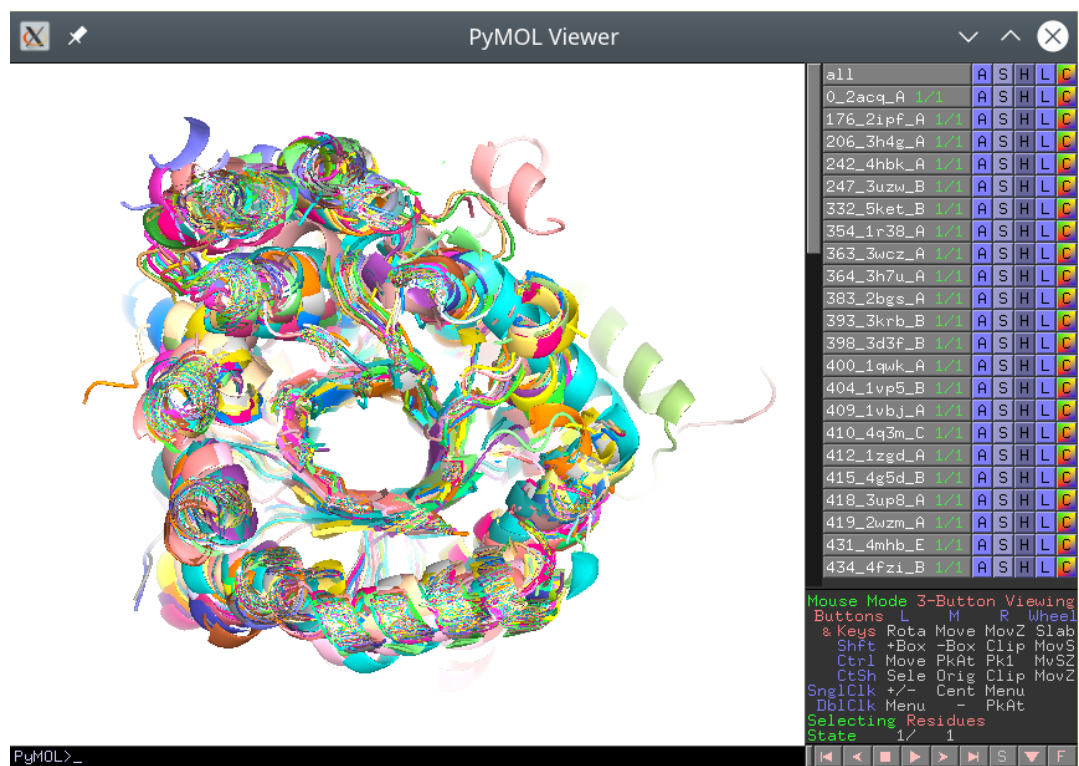 PyMOL Viewer
all A S H L C
0_2acq_A 1/1 A S H L C
176_2ipf_A 1/1 A S H L C
206_3h4g_A 1/1 A S H L C
242_4hbk_A 1/1 A S H L C
247_3uzw_B 1/1 A S H L C
332_5ket_B 1/1 A S H L C
354_1r38_A 1/1 A S H L C
363_3wcz_A 1/1 A S H L C
364_3h7u_A 1/1 A S H L C
383_2bgs_A 1/1 A S H L C
393_3krb_B 1/1 A S H L C
398_3d3f_B 1/1 A S H L C
400_1qwk_A 1/1 A S H L C
404_1vp5_B 1/1 A S H L C
409_1vbj_A 1/1 A S H L C
410_4q3m_C 1/1 A S H L C
412_1zgd_A 1/1 A S H L C
415_4g5d_B 1/1 A S H L C
418_3up8_A 1/1 A S H L C
419_2wzm_A 1/1 A S H L C
431_4mhb_E 1/1 A S H L C
434_4fzi_B 1/1 A S H L C
Mouse Mode 3-Button Viewing
Buttons L M R Wheel
& Keys Rota Move MovZ Slab
Shft +Box -Box Clip MovS
Ctrl Move PkAt Pk1 MvSZ
CtSh Sele Orig Clip MovZ
SnglClk +/- Cent Menu
DblClk Menu - PkAt
Selecting Residues
State 1/ 1
PyMOL>_
S F